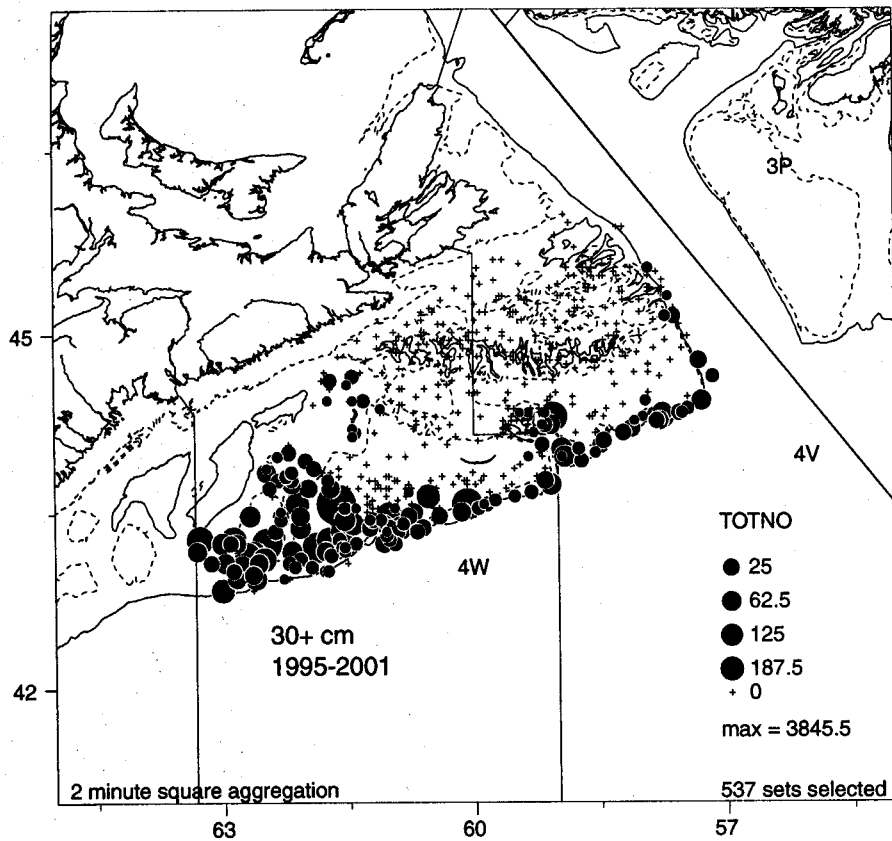 3P
45
4V
TOTNO
25
4W
62.5
30+ cm
125
1995-2001
187.5
42
0
max = 3845.5
2 minute square aggregation
537 sets selected
63
60
57